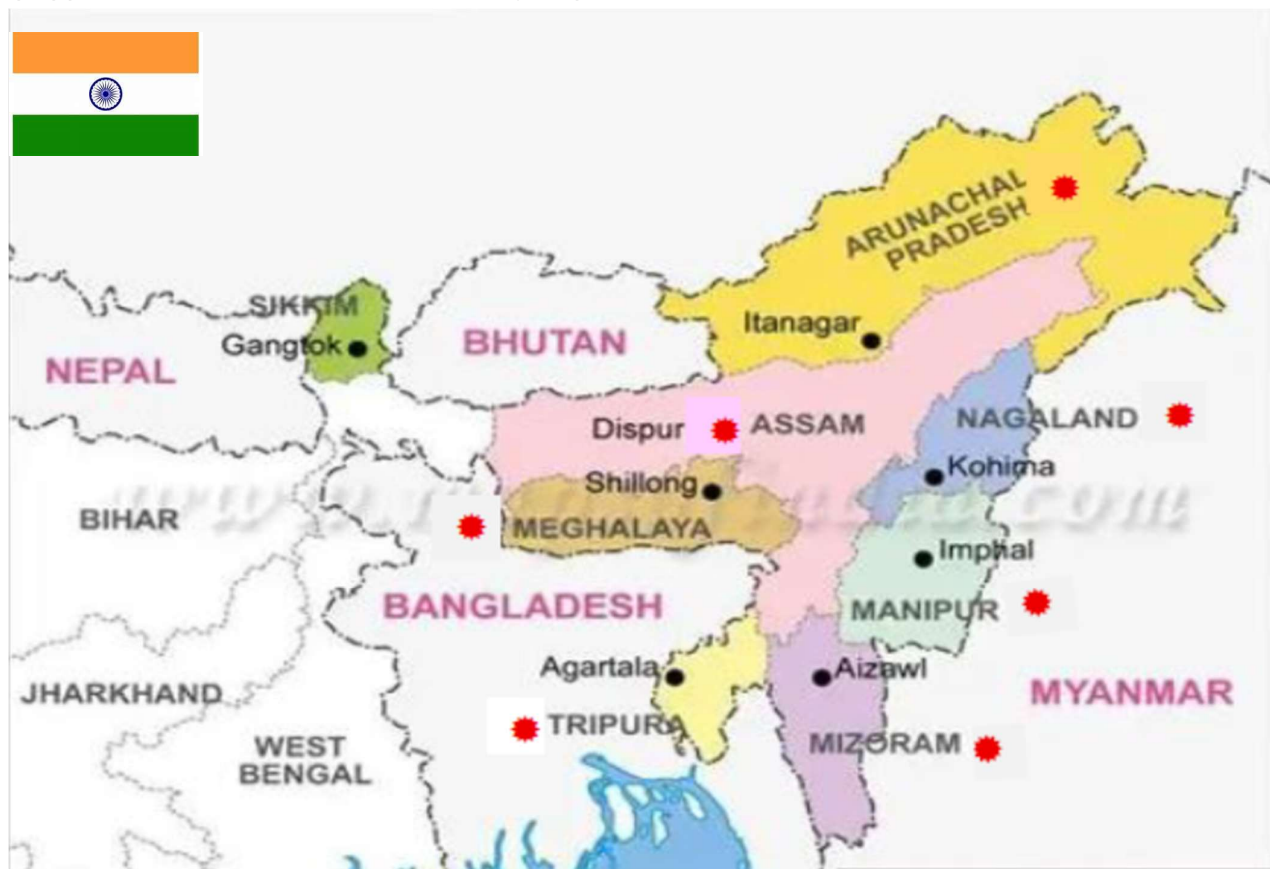 ARUNACHAL
PRADESH
SIKKIM
Gangtok
Itanagar
BHUTAN
NEPAL
Dispur
ASSAM
NAGALAND
Kohima
Shillong
BIHAR
MEGHALAYA
Imphal
BANGLADESH
MANIPUR
Agartala
Aizawl
JHARKHAND
MYANMAR
TRIPURA
WEST
BENGAL
MIZORAM